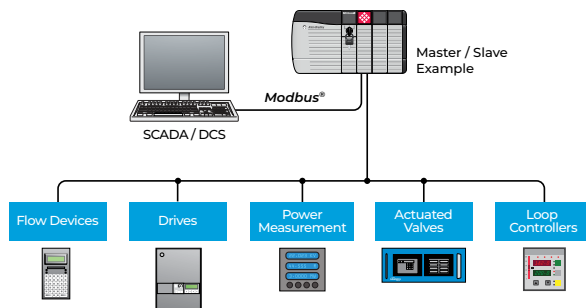 Master / Slave
Example
Modbus®
SCADA / DCS
Flow Devices
Drives
Power
Measurement
Actuated
Valves
Loop
Controllers